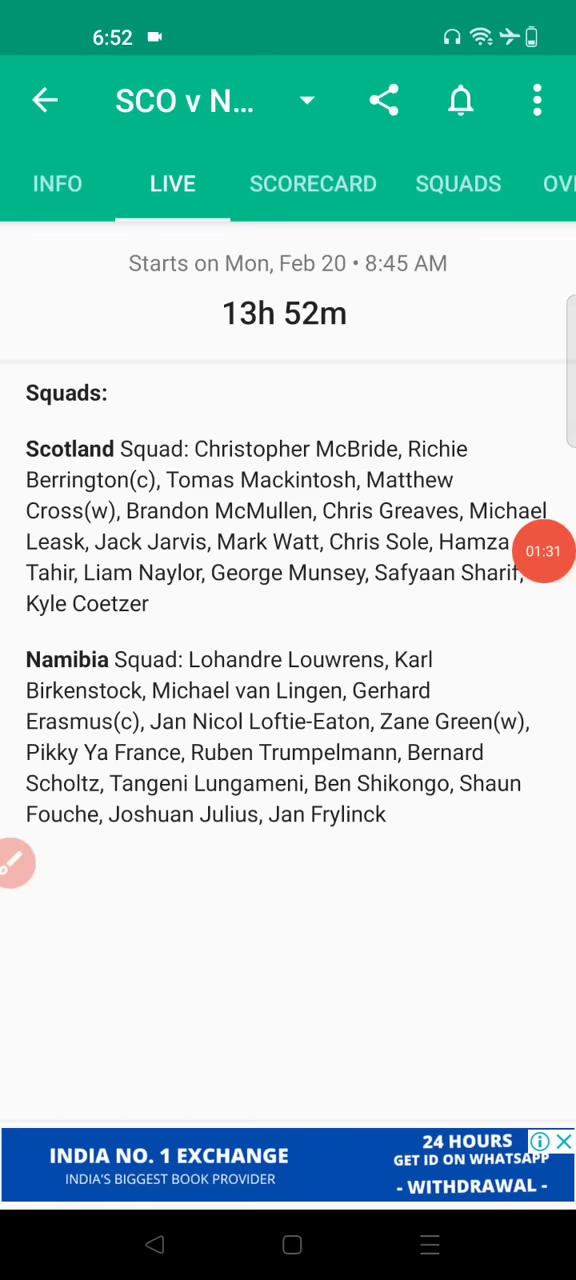 6:52
SCO v N...
INFO LIVE SCORECARD SQUADS OV
Starts on Mon, Feb 20 • 8:45 AM
13h 52m
Squads:
Scotland Squad: Christopher McBride, Richie
Berrington(c), Tomas Mackintosh, Matthew
Cross(w), Brandon McMullen, Chris Greaves, Michael
Leask, Jack Jarvis, Mark Watt, Chris Sole, Hamza
01:31
Tahir, Liam Naylor, George Munsey, Safyaan Sharif,
Kyle Coetzer
Namibia Squad: Lohandre Louwrens, Karl
Birkenstock, Michael van Lingen, Gerhard
Erasmus(c), Jan Nicol Loftie-Eaton, Zane Green(w),
Pikky Ya France, Ruben Trumpelmann, Bernard
Scholtz, Tangeni Lungameni, Ben Shikongo, Shaun
Fouche, Joshuan Julius, Jan Frylinck
INDIA NO. 1 EXCHANGE
INDIA'S BIGGEST BOOK PROVIDER
24 HOURS
GET ID ON WHATSAPP
- WITHDRAWAL -